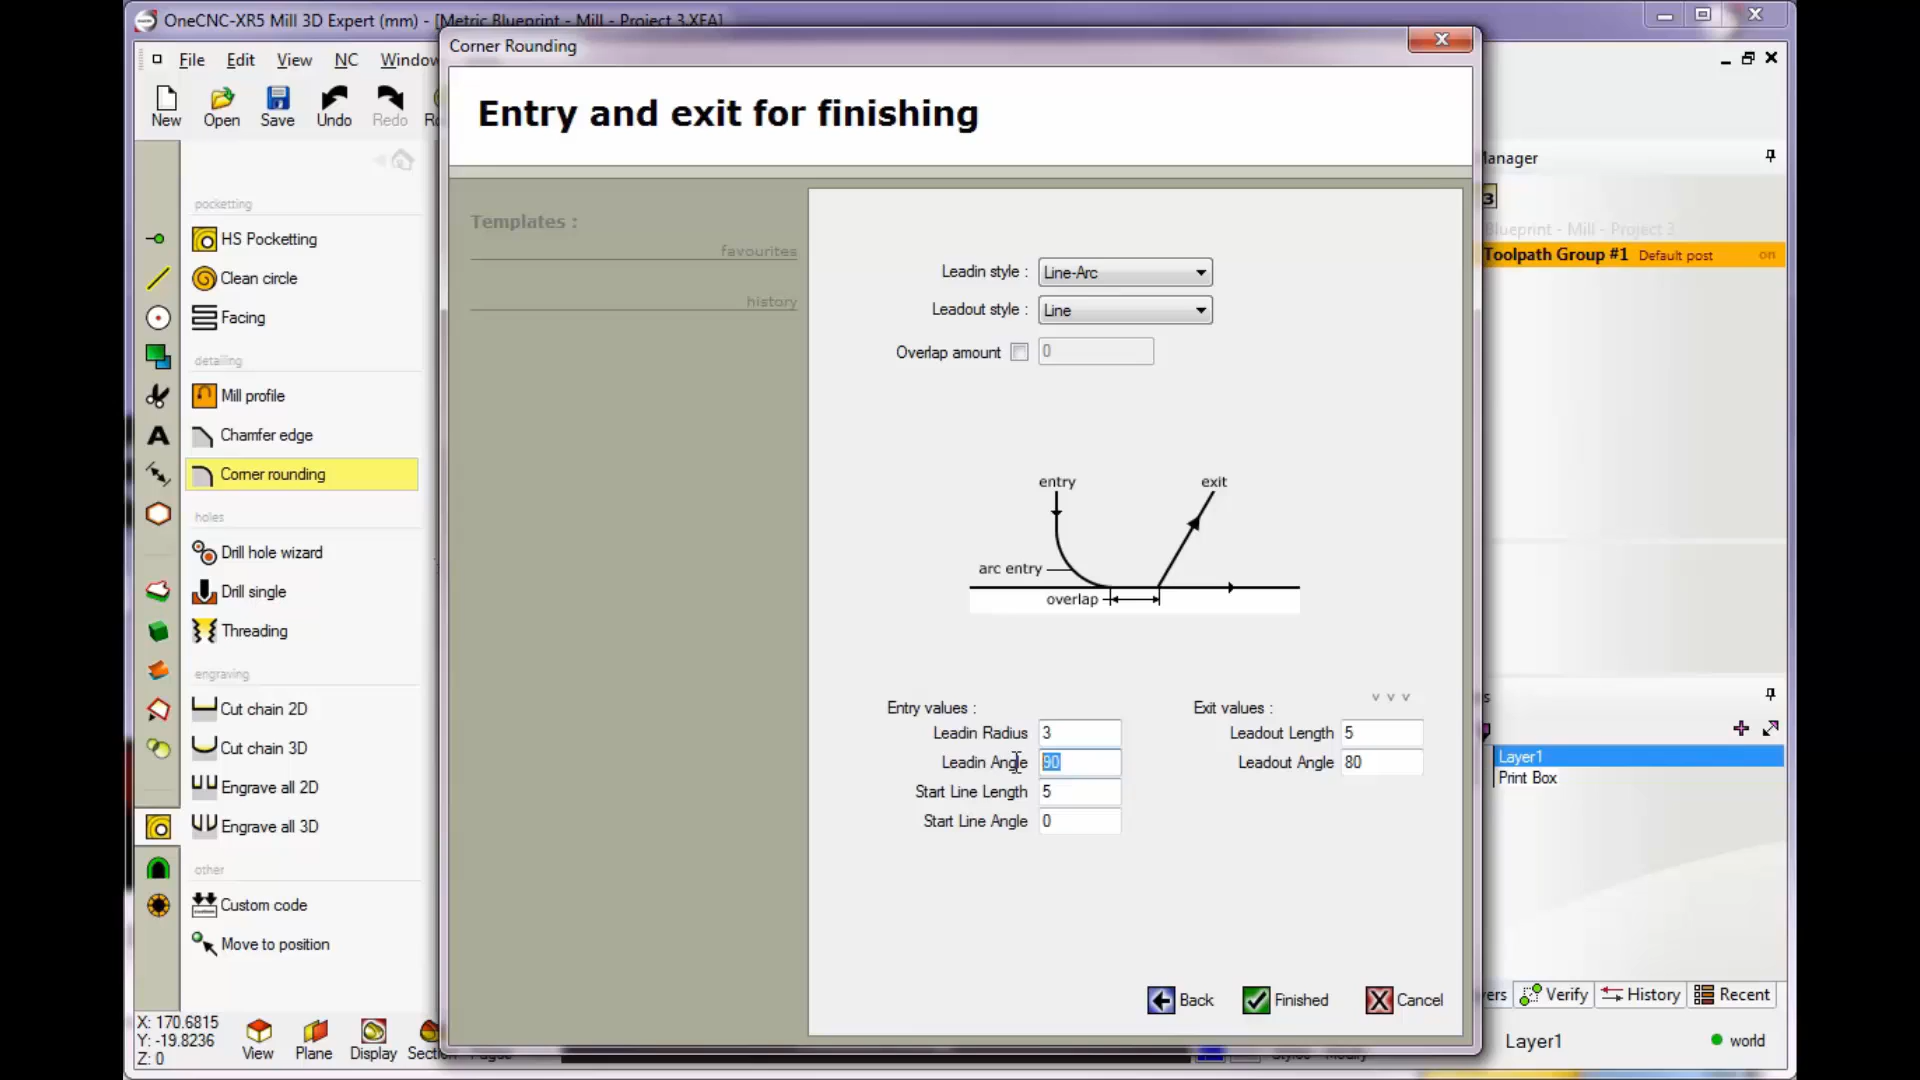 OneCNC-XR5 Mill 3D Expert (mm) - [Metric Blueprint - Mill - Project 3.XFA]
Corner Rounding
File Edit View NC Window
New Open Save Undo Redo
Entry and exit for finishing
pocketting
HS Pocketting
Clean circle
Facing
detailing
Mill profile
Chamfer edge
Corner rounding
holes
Drill hole wizard
Drill single
Threading
engraving
Cut chain 2D
Cut chain 3D
Engrave all 2D
Engrave all 3D
other
Custom code
Move to position
Templates :
favourites
history
Leadin style : Line-Arc
Leadout style : Line
Overlap amount 0
entry exit
arc entry
overlap
Entry values :
Leadin Radius 3
Leadin Angle 90
Start Line Length 5
Start Line Angle 0
v v v
Exit values :
Leadout Length 5
Leadout Angle 80
Back Finished Cancel
Manager
3
Blueprint - Mill - Project 3
Toolpath Group #1 Default post on
Layer1
Print Box
Verify History Recent
Layer1 world
X: 170.6815
Y: -19.8236
Z: 0
View Plane Display